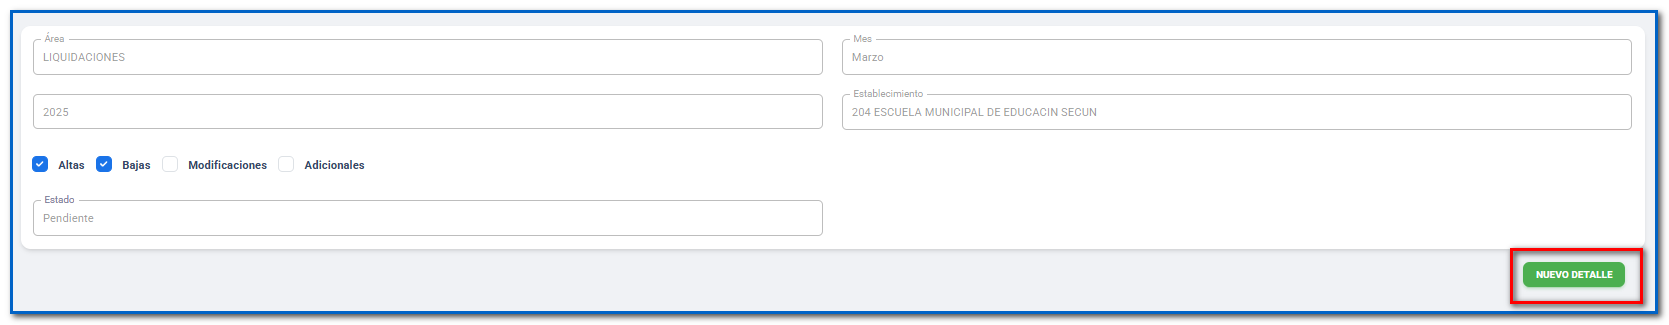 Área
LIQUIDACIONES
Mes
Marzo
2025
Establecimiento
204 ESCUELA MUNICIPAL DE EDUCACIN SECUN
Altas Bajas Modificaciones Adicionales
Estado
Pendiente
NUEVO DETALLE